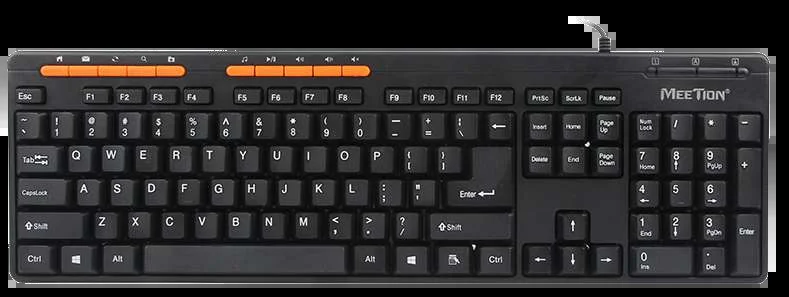 1 A A
MEETION®
Esc F1 F2 F3 F4 F5 F6 F7 F8 F9 F10 F11 F12 PrtSc ScrLk Pause
~ ` ! 1 @ 2 # 3 $ 4 % 5 ^ 6 & 7 * 8 ( 9 ) 0 _ - + = | \ ← Insert Home Page Up Num Lock / * -
Tab Q W E R T Y U I O P { [ } ] Delete End Page Down 7 Home 8 ↑ 9 PgUp +
CapsLock A S D F G H J K L : ; " ' Enter 4 ← 5 6 →
⇧Shift Z X C V B N M < , > . ? / ⇧Shift ↑ 1 End 2 ↓ 3 PgDn Enter
Ctrl Alt Alt Ctrl ← ↓ → 0 Ins . Del